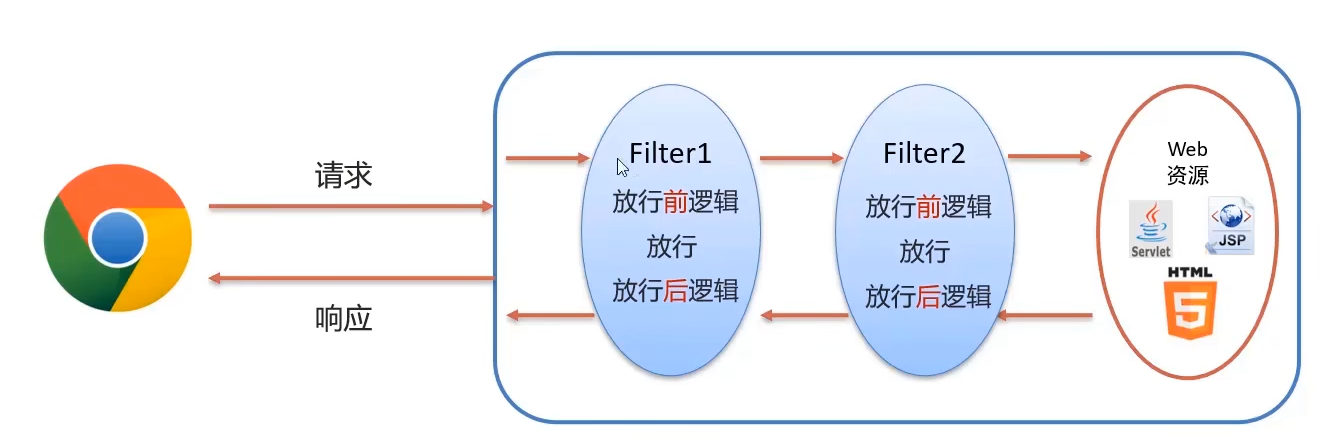 请求
响应
Filter1
放行前逻辑
放行
放行后逻辑
Filter2
放行前逻辑
放行
放行后逻辑
Web
资源
Servlet
JSP
HTML
5